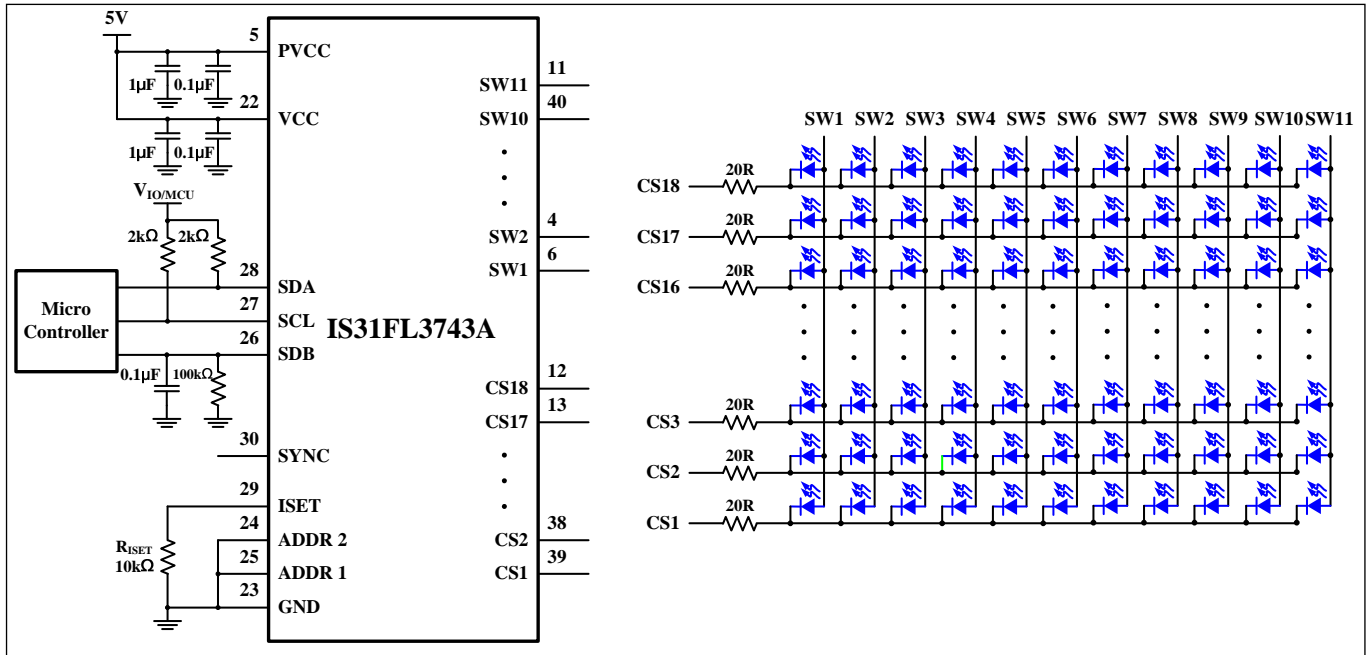 5V
5
PVCC
1μF
0.1μF
22
VCC
1μF
0.1μF
VIO/MCU
2kΩ
2kΩ
28
SDA
27
SCL
26
SDB
Micro
Controller
0.1μF
100kΩ
30
SYNC
29
ISET
24
ADDR 2
25
ADDR 1
23
GND
RISET
10kΩ
IS31FL3743A
11
SW11
40
SW10
4
SW2
6
SW1
12
CS18
13
CS17
38
CS2
39
CS1
SW1 SW2 SW3 SW4 SW5 SW6 SW7 SW8 SW9 SW10 SW11
20R
CS18
20R
CS17
20R
CS16
20R
CS3
20R
CS2
20R
CS1